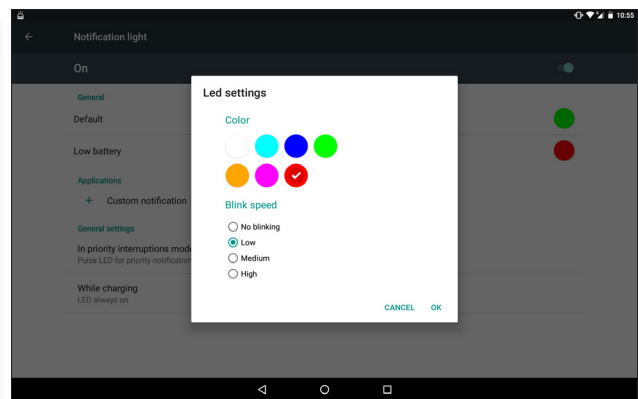 10:55
Notification light
On
Led settings
General
Color
Default
Low battery
Applications
+ Custom notification
Blink speed
General settings
No blinking
In priority interruptions mode
Low
Pulse LED for priority notification
Medium
While charging
High
LED always on
CANCEL OK